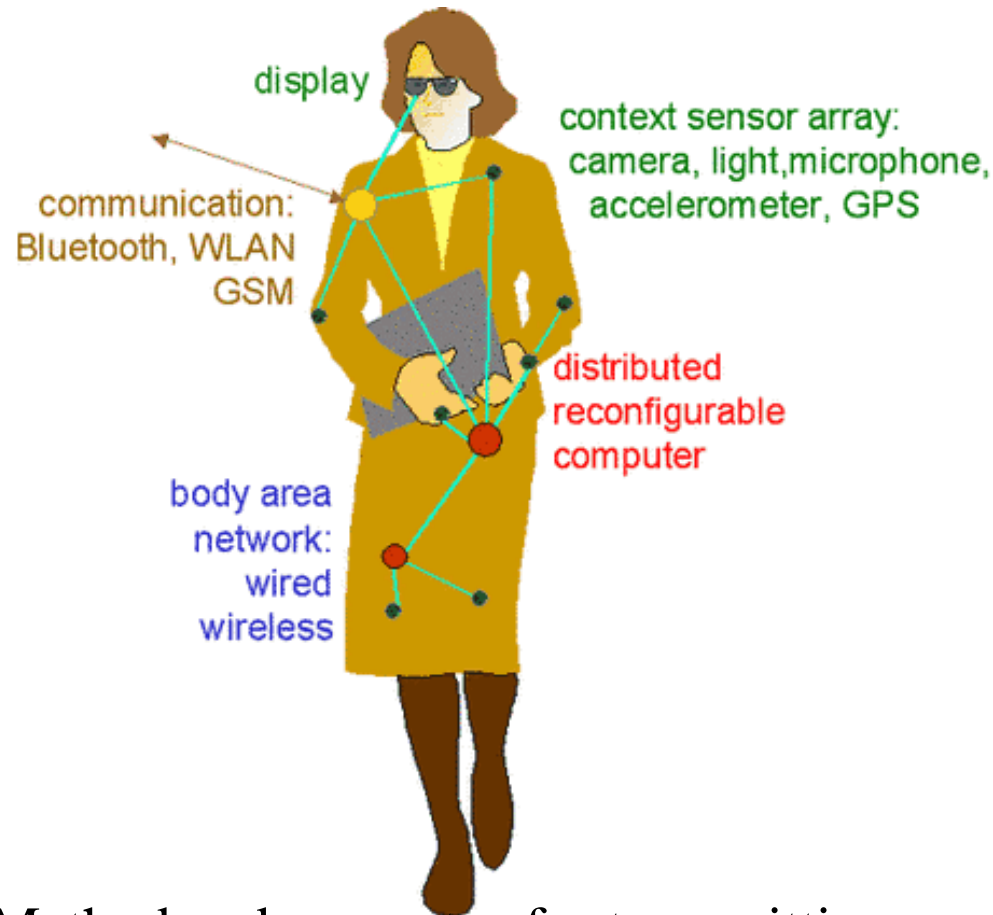 display
context sensor array:
camera, light,microphone,
accelerometer, GPS
communication:
Bluetooth, WLAN
GSM
distributed
reconfigurable
computer
body area
network:
wired
wireless